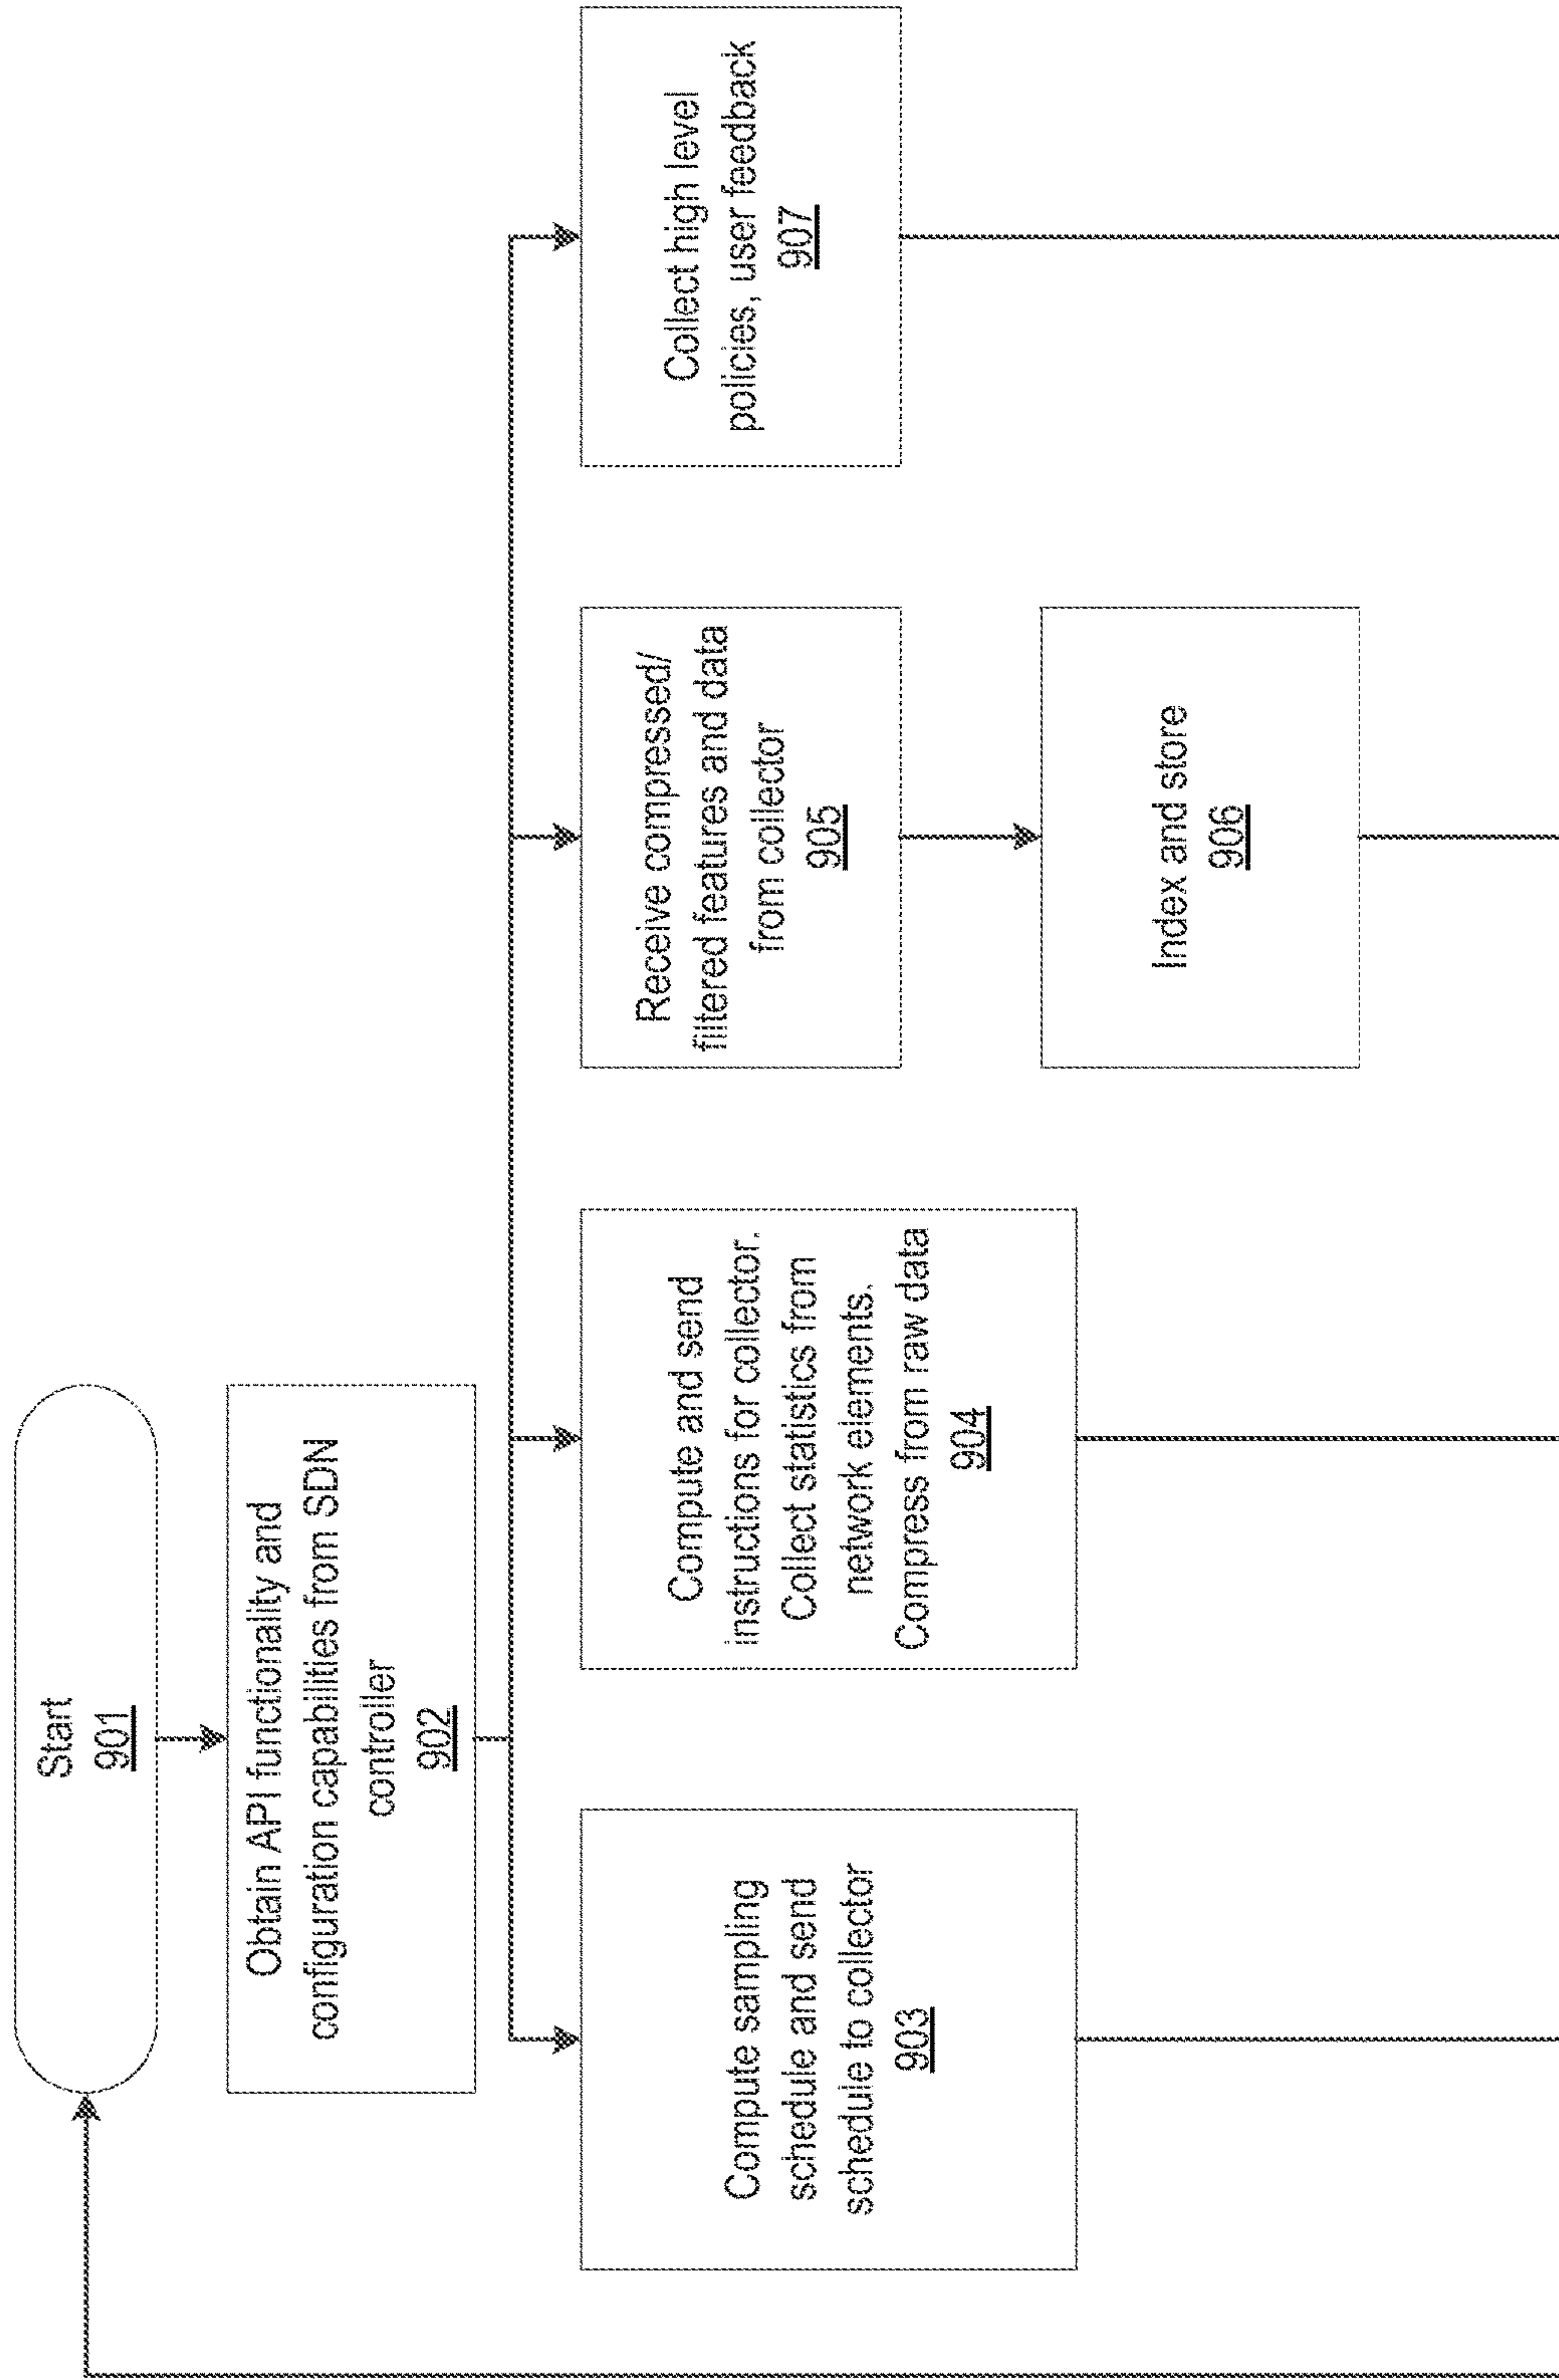 Start
901
Obtain API functionality and
configuration capabilities from SDN
controller
902
Compute sampling
schedule and send
schedule to collector
903
Compute and send
instructions for collector.
Collect statistics from
network elements.
Compress from raw data
904
Receive compressed/
filtered features and data
from collector
905
Index and store
906
Collect high level
policies, user feedback
907